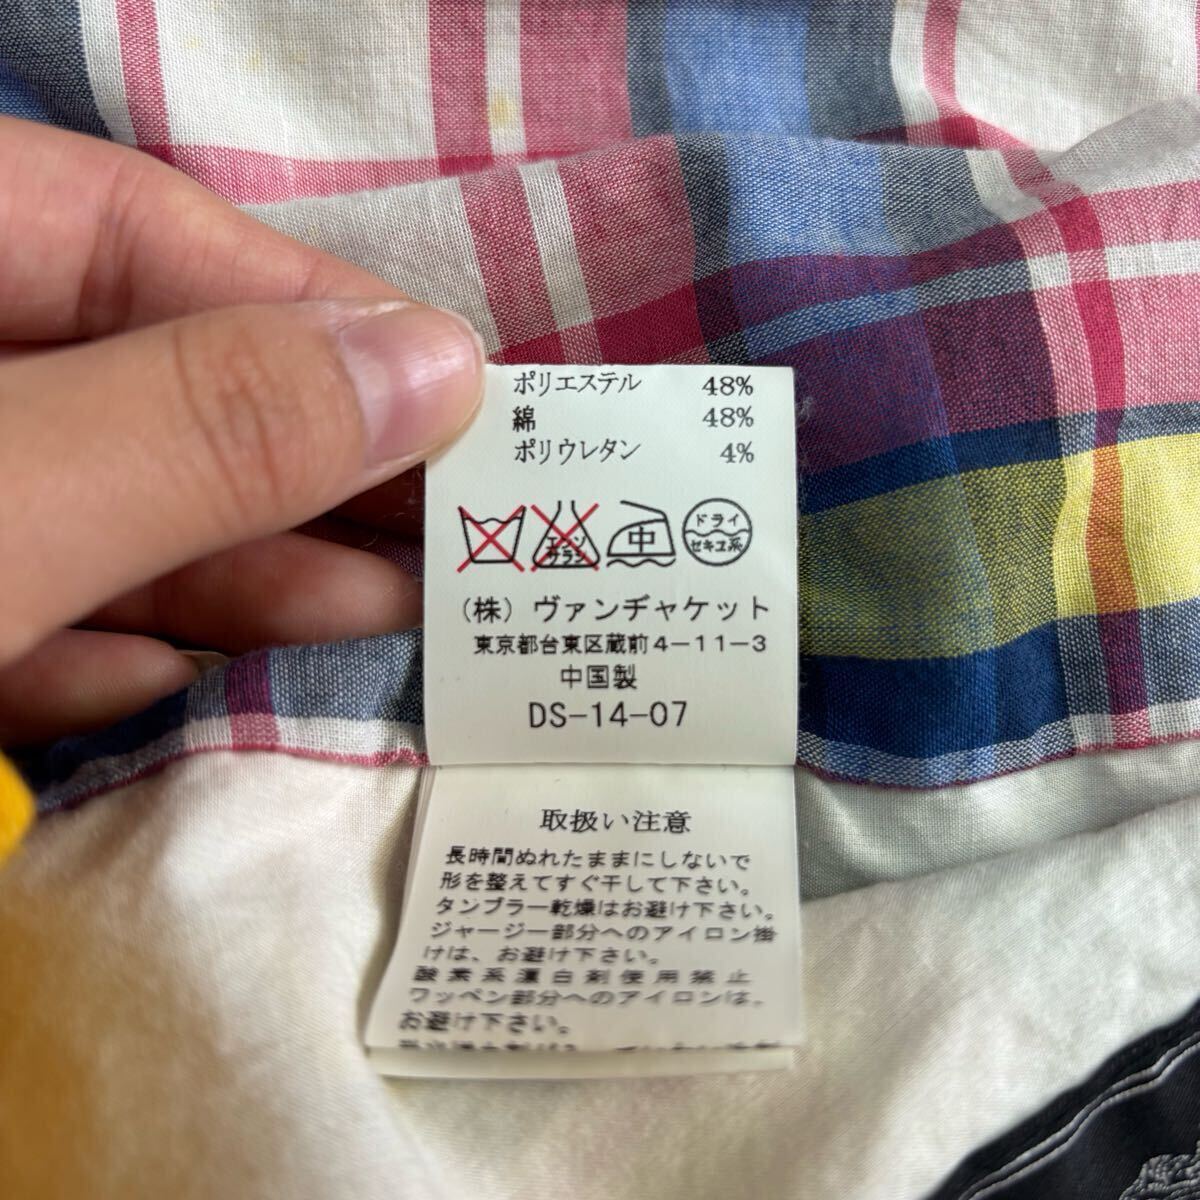 ポリエステル 48%
綿 48%
ポリウレタン 4%
エンソ
サラシ
中
ドライ
セキユ系
(株) ヴァンヂャケット
東京都台東区蔵前4-11-3
中国製
DS-14-07
取扱い注意
長時間ぬれたままにしないで
形を整えてすぐ干して下さい。
タンブラー乾燥はお避け下さい。
ジャージー部分へのアイロン掛
けは、お避け下さい。
酸素系漂白剤使用禁止
ワッペン部分へのアイロンは、
お避け下さい。